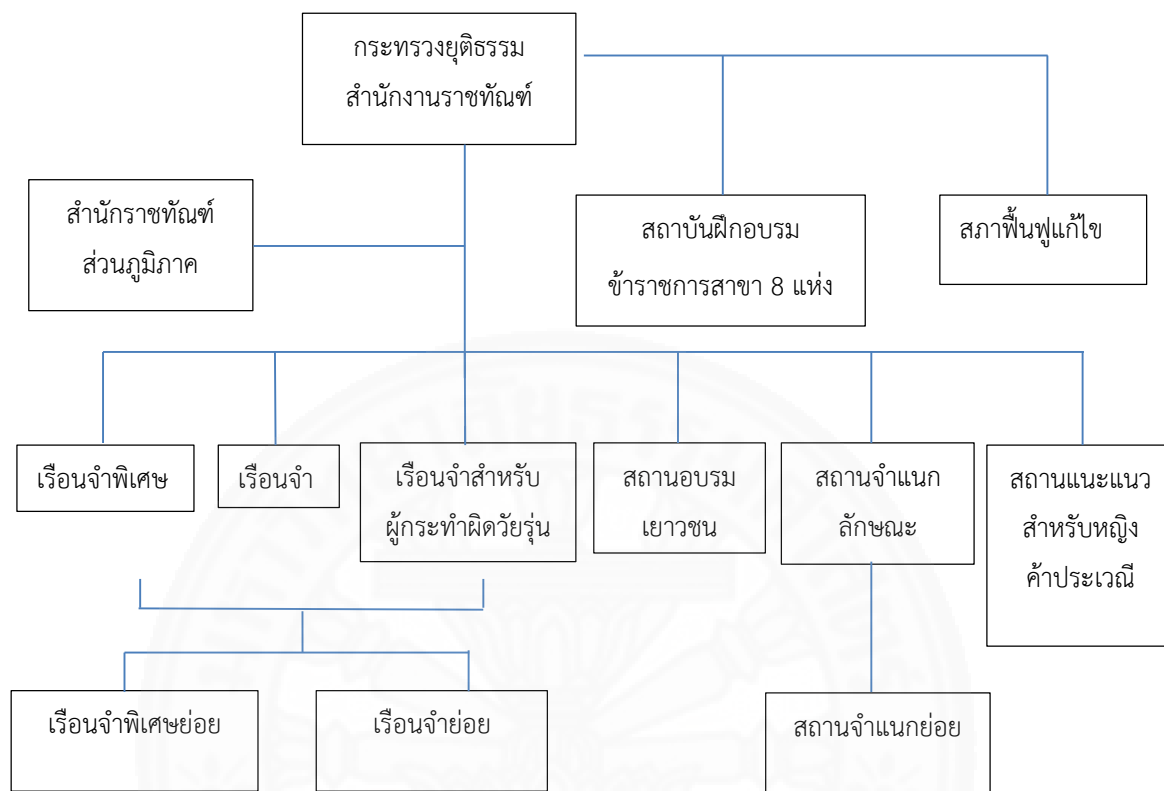 กระทรวงยุติธรรม
สำนักงานราชทัณฑ์
สำนักราชทัณฑ์
ส่วนภูมิภาค
สถาบันฝึกอบรม
ข้าราชการสาขา 8 แห่ง
สภาฟื้นฟูแก้ไข
เรือนจำพิเศษ
เรือนจำ
เรือนจำสำหรับ
ผู้กระทำผิดวัยรุ่น
สถานอบรม
เยาวชน
สถานจำแนก
ลักษณะ
สถานแนะแนว
สำหรับหญิง
ค้าประเวณี
เรือนจำพิเศษย่อย
เรือนจำย่อย
สถานจำแนกย่อย